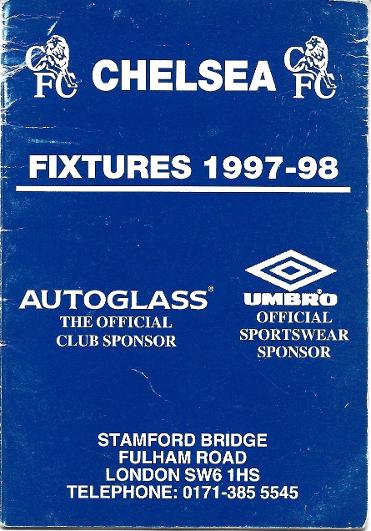 CFC CHELSEA CFC
FIXTURES 1997-98
AUTOGLASS®
THE OFFICIAL
CLUB SPONSOR
UMBRO
OFFICIAL
SPORTSWEAR
SPONSOR
STAMFORD BRIDGE
FULHAM ROAD
LONDON SW6 1HS
TELEPHONE: 0171-385 5545